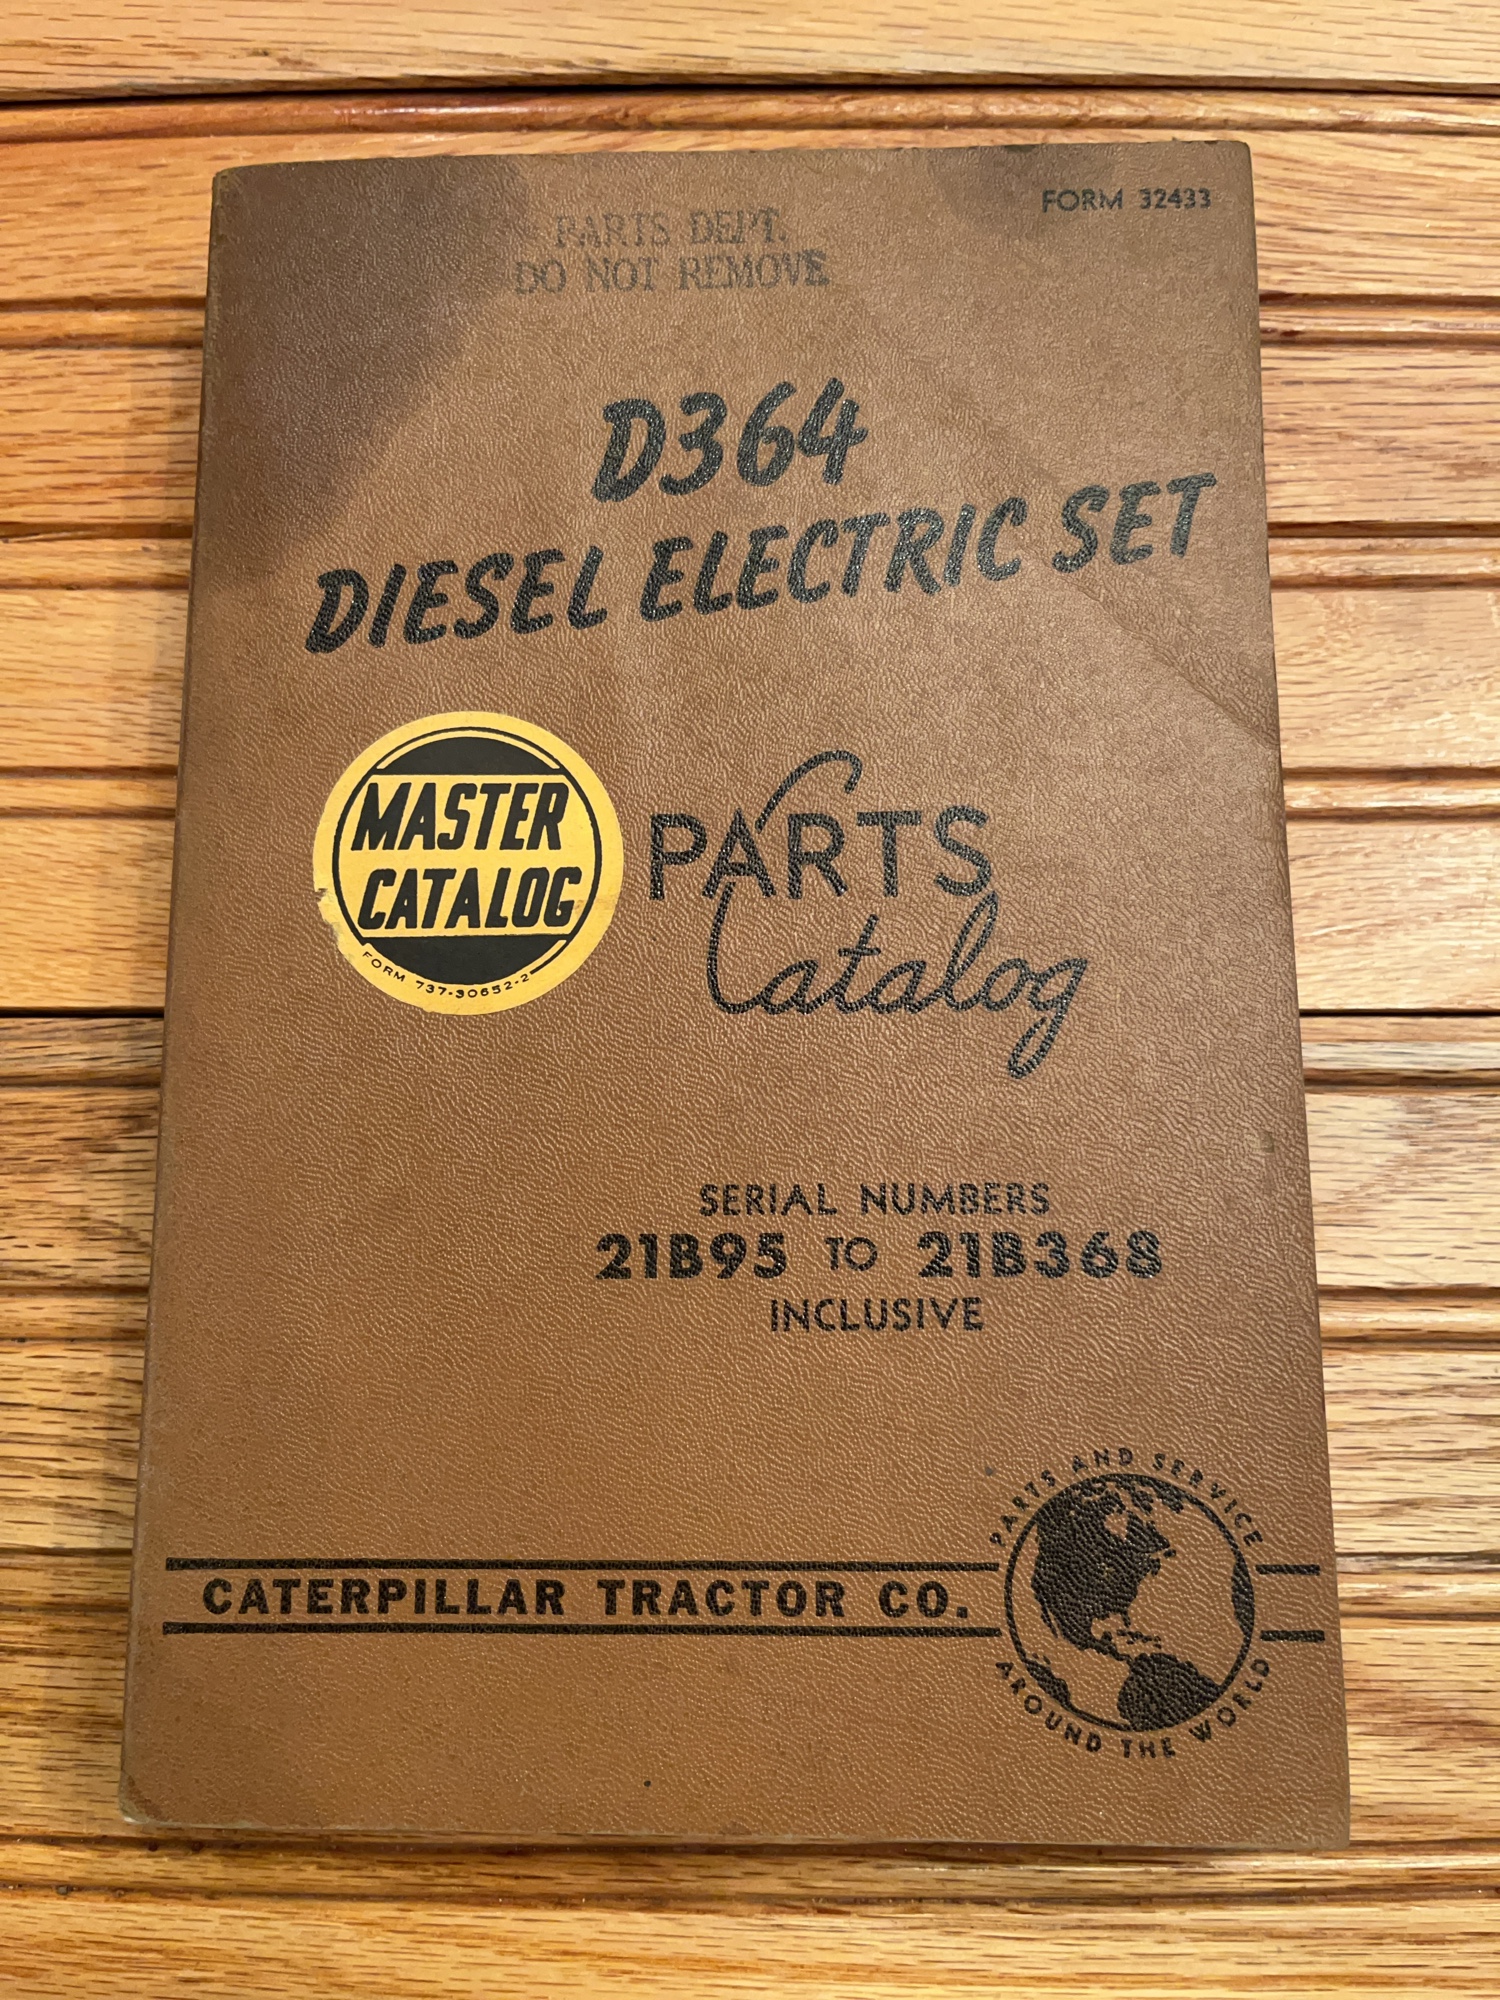 FORM 32433
PARTS DEPT.
DO NOT REMOVE
D364
DIESEL ELECTRIC SET
MASTER
CATALOG
FORM 737-30652-2
PARTS
Catalog
SERIAL NUMBERS
21B95 TO 21B368
INCLUSIVE
PARTS AND SERVICE
CATERPILLAR TRACTOR CO.
AROUND THE WORLD